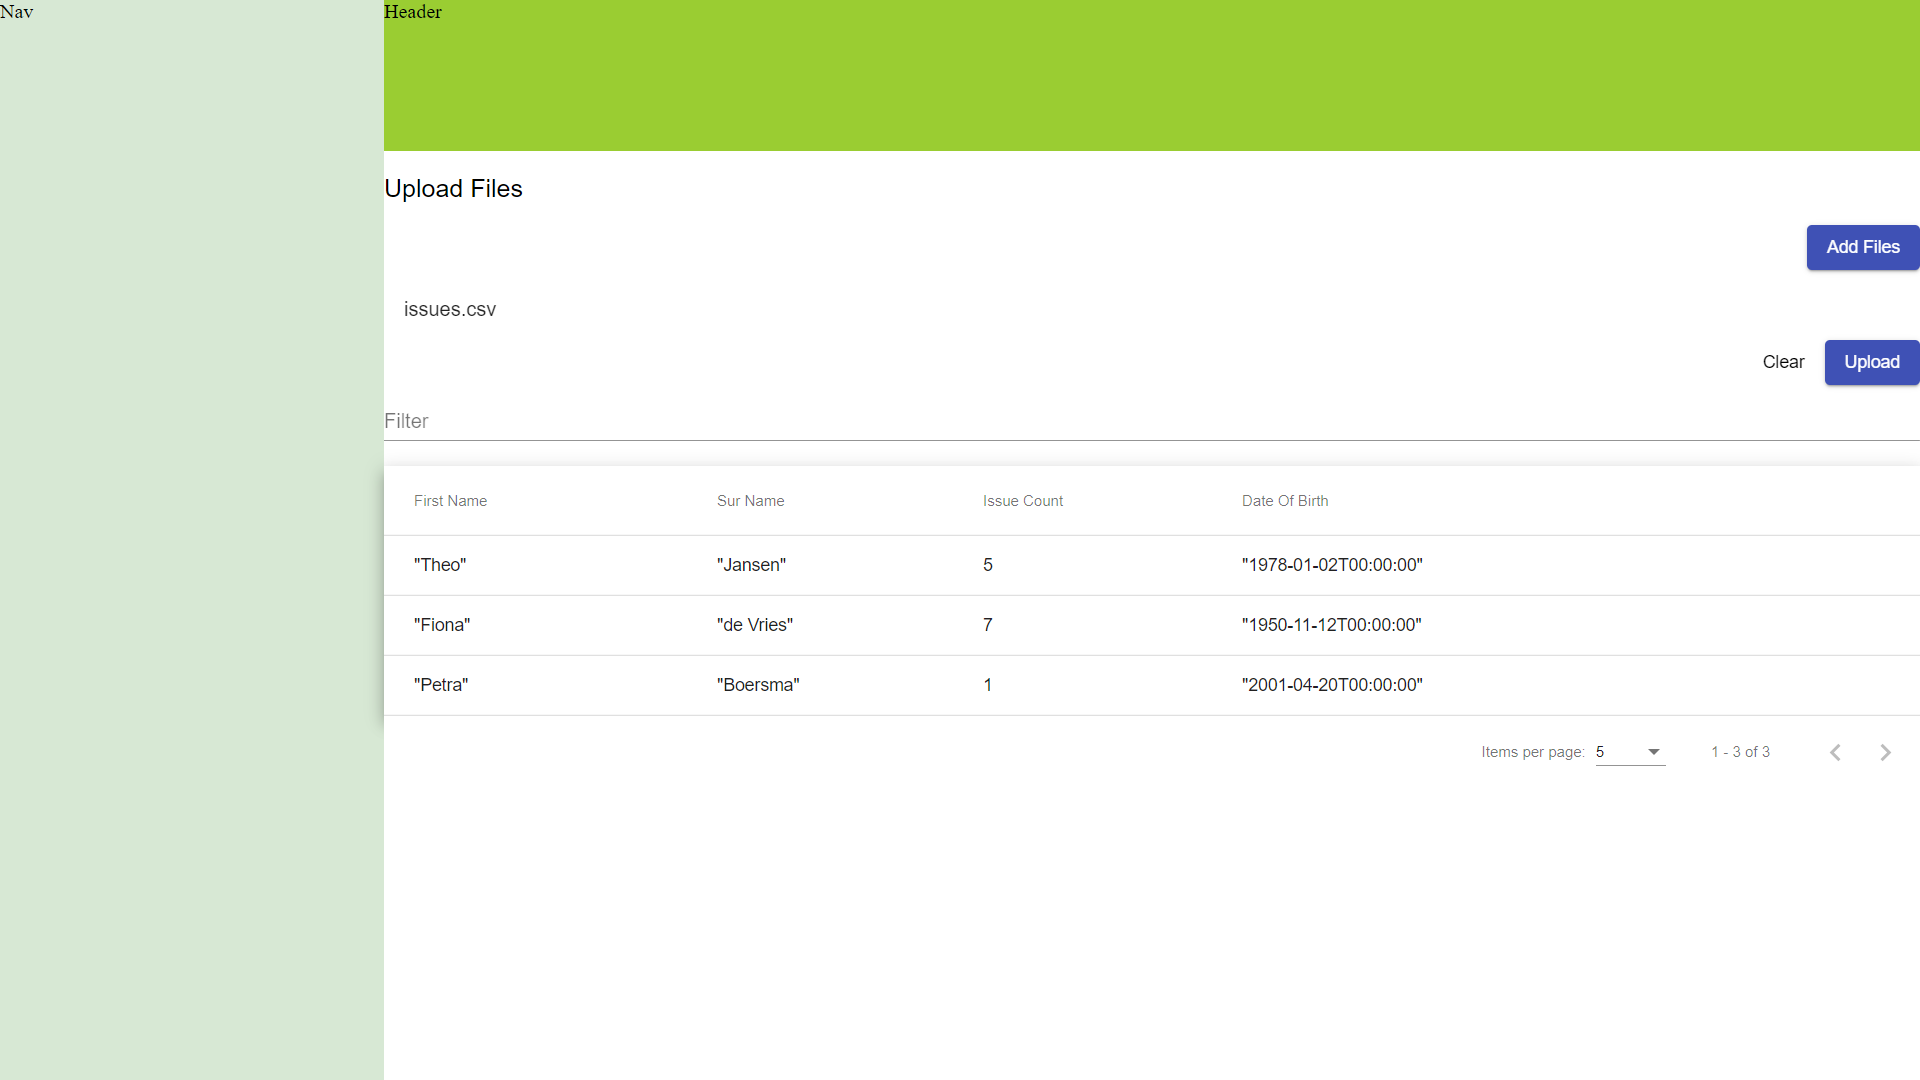 Nav
Header
Upload Files
Add Files
issues.csv
Clear
Upload
Filter
First Name Sur Name Issue Count Date Of Birth
"Theo" "Jansen" 5 "1978-01-02T00:00:00"
"Fiona" "de Vries" 7 "1950-11-12T00:00:00"
"Petra" "Boersma" 1 "2001-04-20T00:00:00"
Items per page: 5 1 - 3 of 3